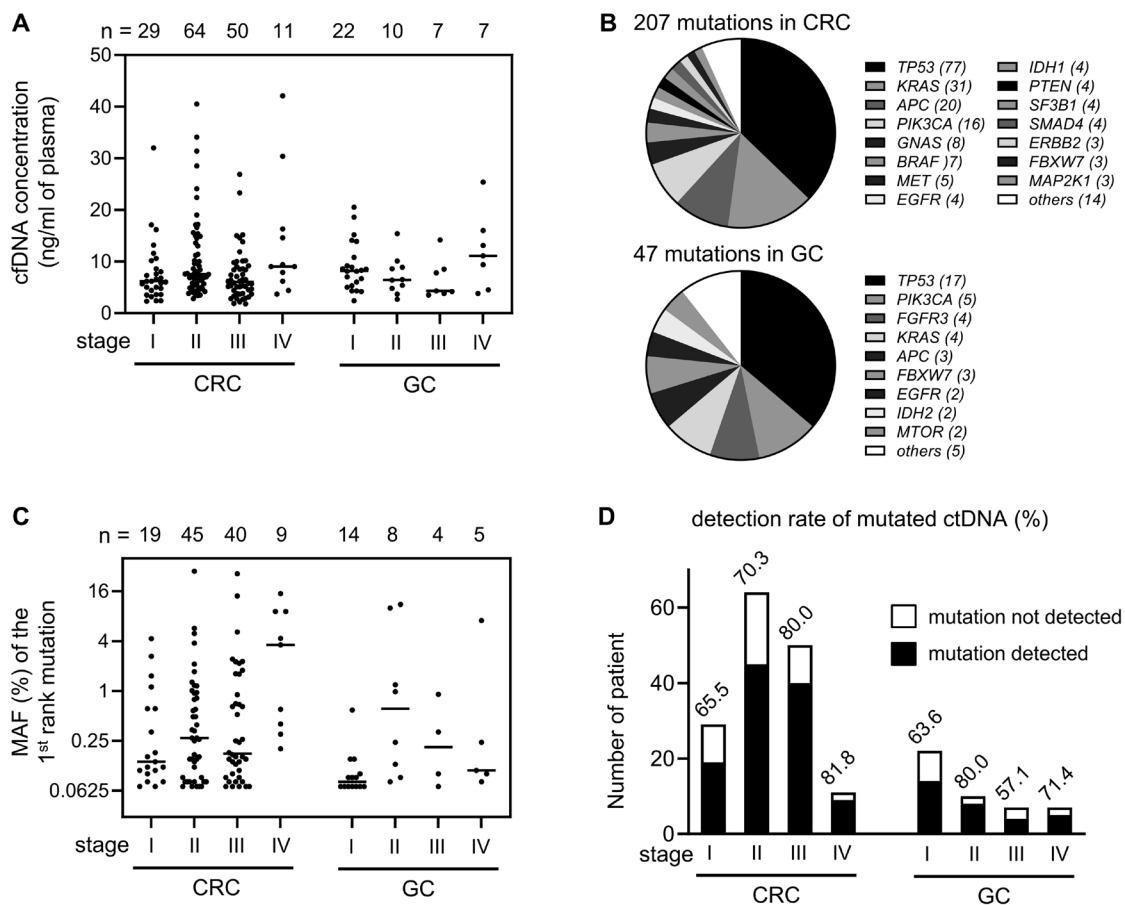 A
n = 29 64 50 11 22 10 7 7
cfDNA concentration
(ng/ml of plasma)
50
40
30
20
10
0
stage I II III IV I II III IV
CRC GC
B
207 mutations in CRC
TP53 (77)
KRAS (31)
APC (20)
PIK3CA (16)
GNAS (8)
BRAF )7)
MET (5)
EGFR (4)
IDH1 (4)
PTEN (4)
SF3B1 (4)
SMAD4 (4)
ERBB2 (3)
FBXW7 (3)
MAP2K1 (3)
others (14)
47 mutations in GC
TP53 (17)
PIK3CA (5)
FGFR3 (4)
KRAS (4)
APC (3)
FBXW7 (3)
EGFR (2)
IDH2 (2)
MTOR (2)
others (5)
C
n = 19 45 40 9 14 8 4 5
MAF (%) of the
1st rank mutation
16
4
1
0.25
0.0625
stage I II III IV I II III IV
CRC GC
D
detection rate of mutated ctDNA (%)
Number of patient
60
40
20
0
65.5
70.3
80.0
81.8
63.6
80.0
57.1
71.4
mutation not detected
mutation detected
stage I II III IV I II III IV
CRC GC